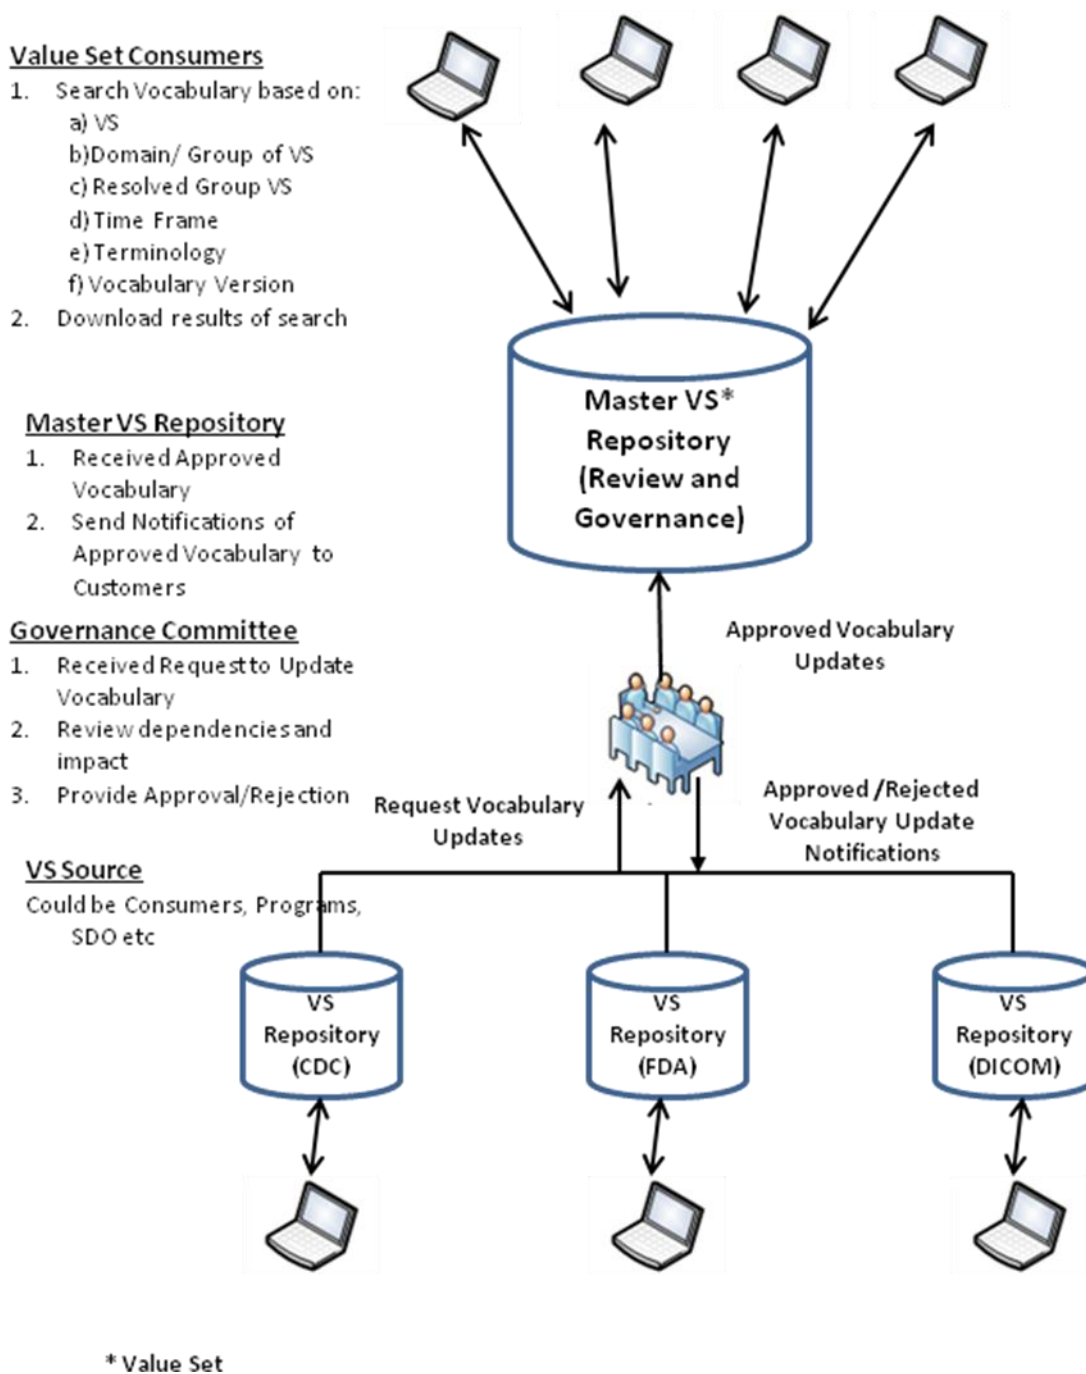 Value Set Consumers
1. Search Vocabulary based on:
a) VS
b)Domain/ Group of VS
c) Resolved Group VS
d) Time Frame
e) Terminology
f) Vocabulary Version
2. Download results of search
Master VS*
Repository
(Review and
Governance)
Master VS Repository
1. Received Approved
Vocabulary
2. Send Notifications of
Approved Vocabulary to
Customers
Governance Committee
1. Received Request to Update
Vocabulary
2. Review dependencies and
impact
3. Provide Approval/Rejection
Approved Vocabulary
Updates
Request Vocabulary
Updates
Approved /Rejected
Vocabulary Update
Notifications
VS Source
Could be Consumers, Programs,
SDO etc
VS
Repository
(CDC)
VS
Repository
(FDA)
VS
Repository
(DICOM)
* Value Set